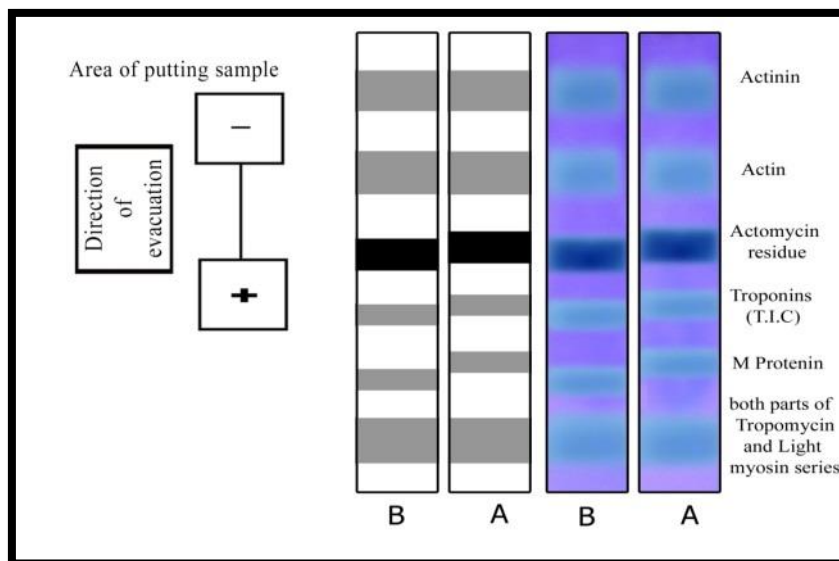 Area of putting sample
−
Direction
of
evacuation
+
Actinin
Actin
Actomycin
residue
Troponins
(T.I.C)
M Protenin
both parts of
Tropomycin
and Light
myosin series
B
A
B
A